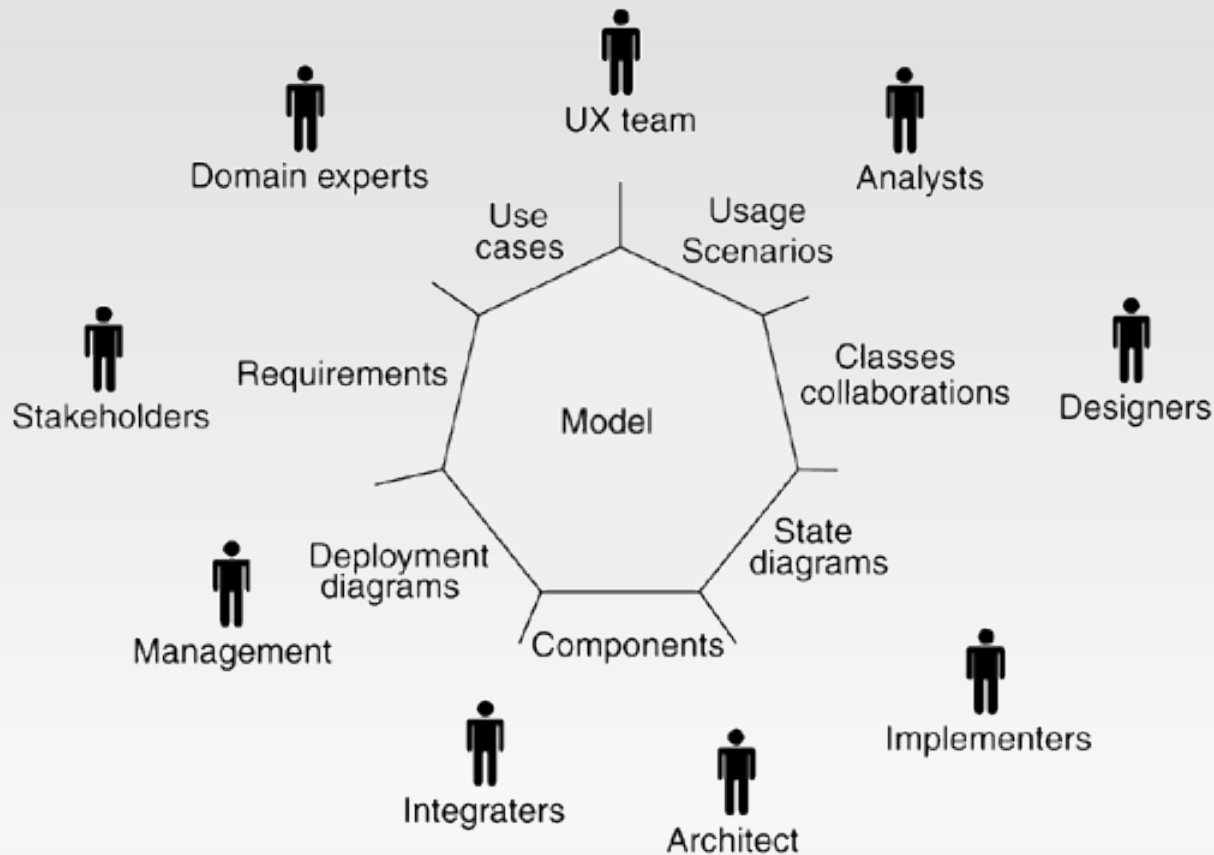 UX team
Domain experts
Analysts
Use
cases
Usage
Scenarios
Stakeholders
Requirements
Classes
collaborations
Designers
Model
Deployment
diagrams
State
diagrams
Management
Components
Implementers
Integraters
Architect